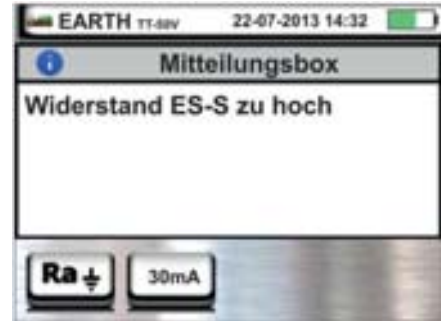 EARTH TT-50V 22-07-2013 14:32
Mitteilungsbox
Widerstand ES-S zu hoch
Ra 30mA